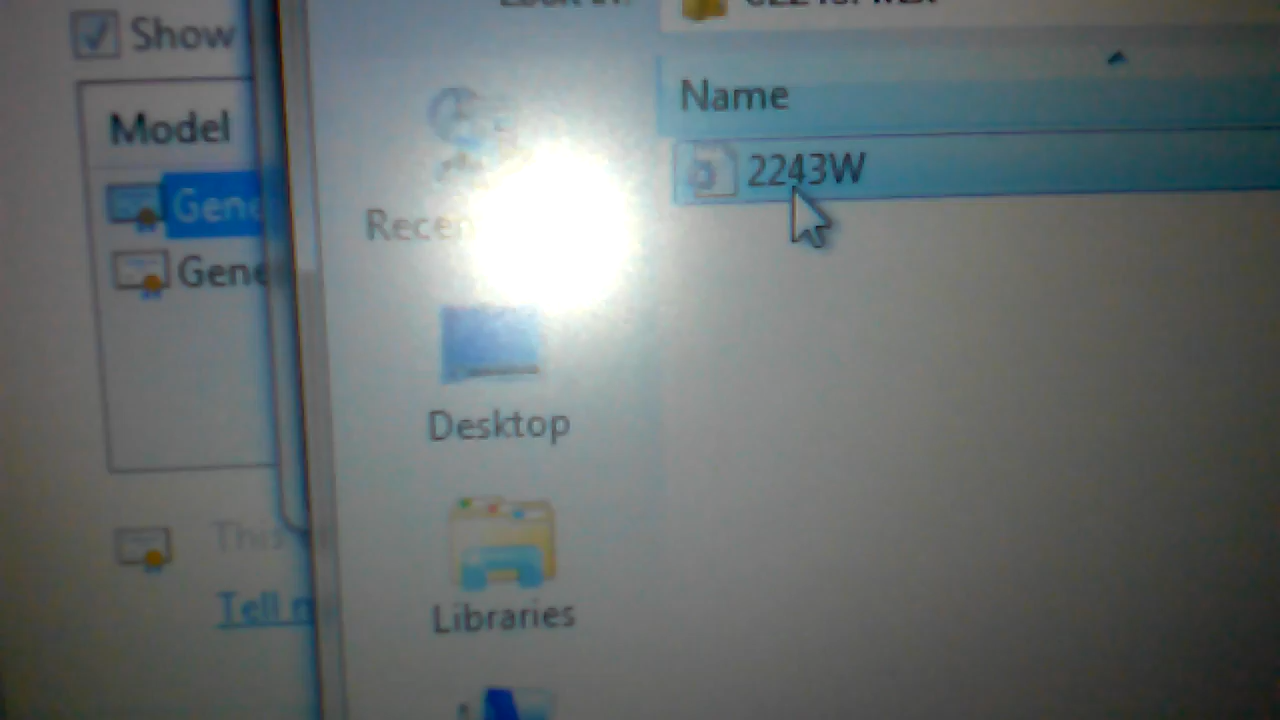 Show
Model
Gene
Gene
This
Tell
Name
2243W
Recen
Desktop
Libraries